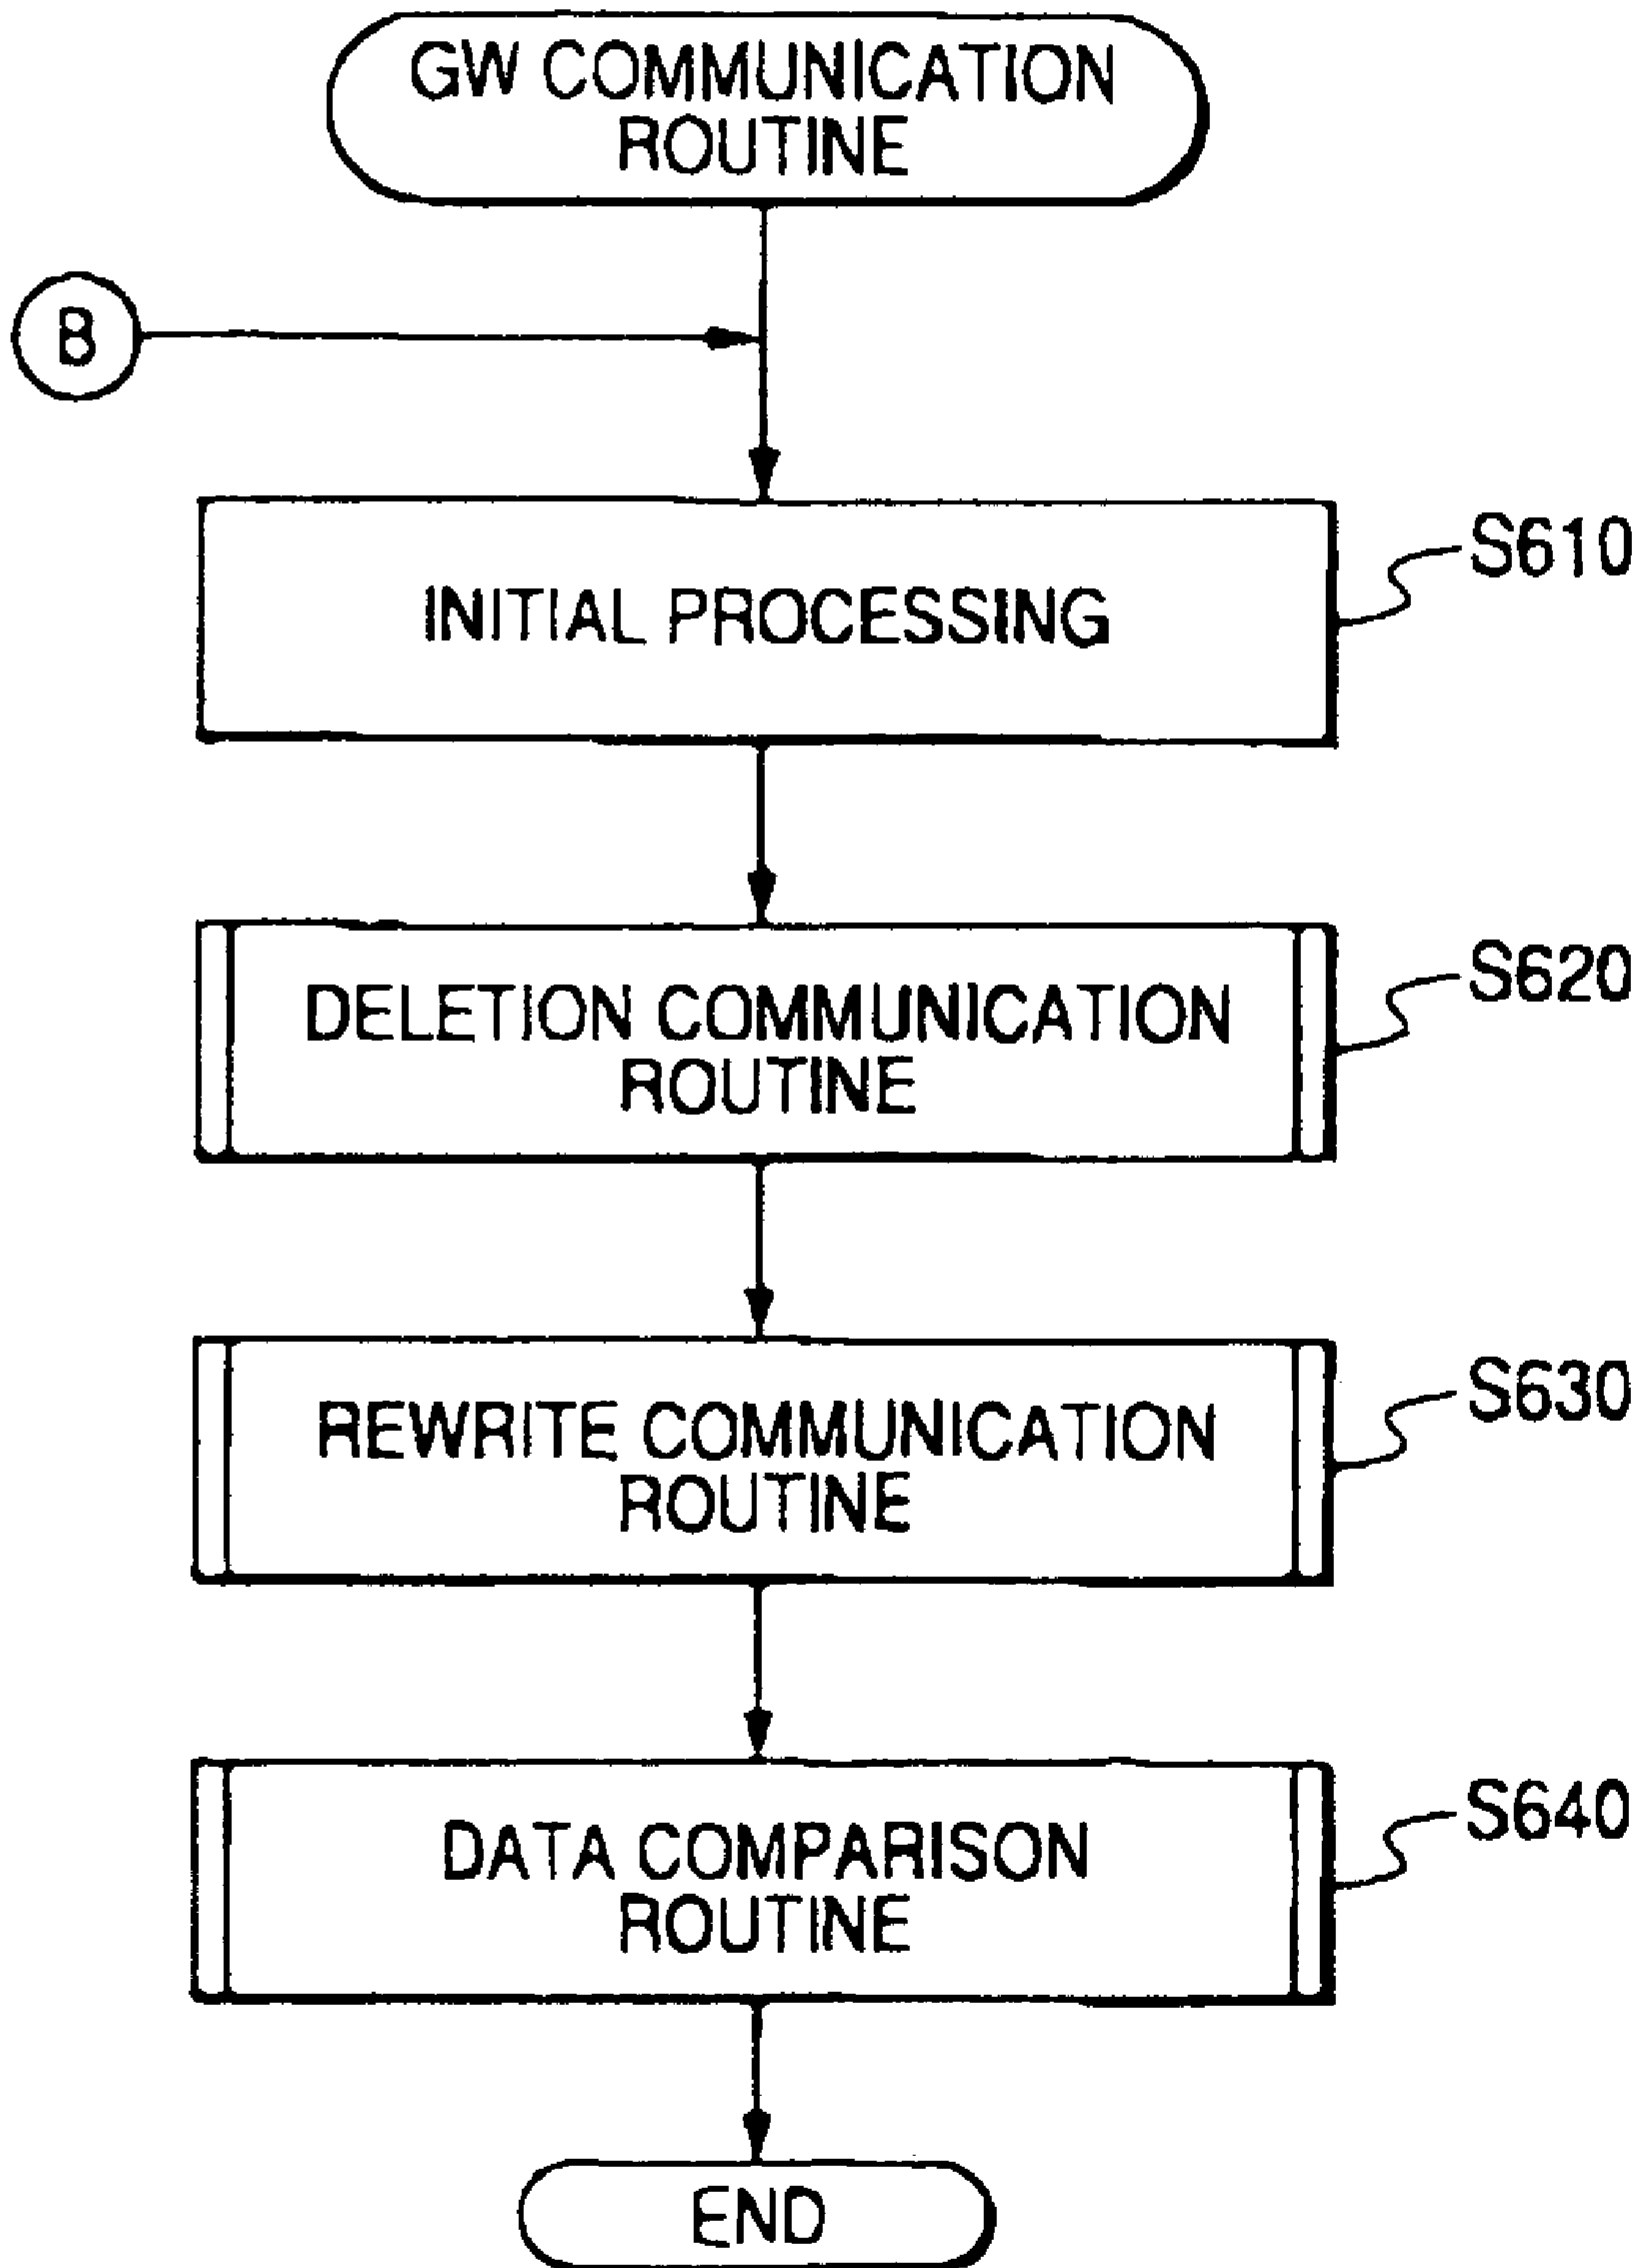 GW COMMUNICATION
ROUTINE
B
INITIAL PROCESSING
S610
DELETION COMMUNICATION
ROUTINE
S620
REWRITE COMMUNICATION
ROUTINE
S630
DATA COMPARISON
ROUTINE
S640
END